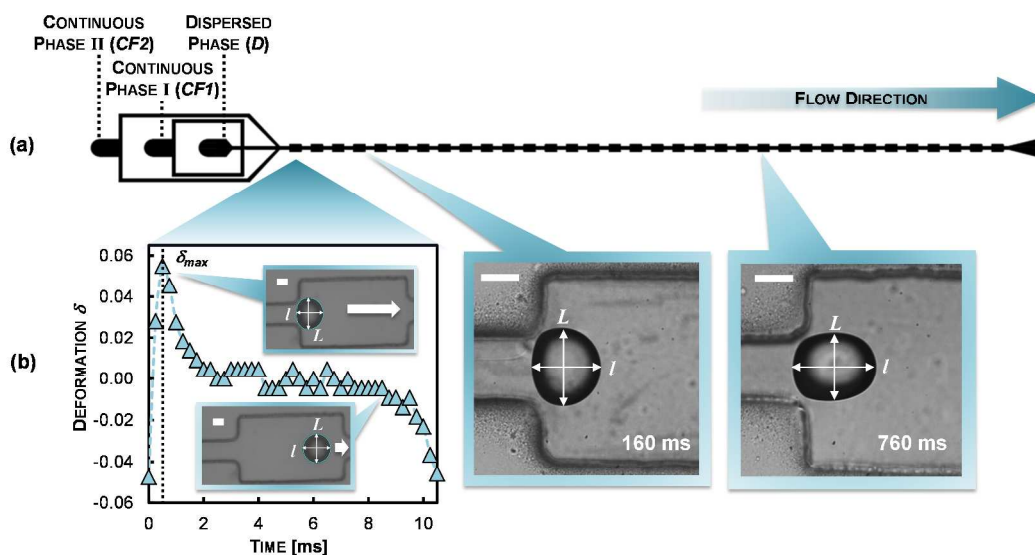 CONTINUOUS
PHASE II (CF2)
DISPERSED
PHASE (D)
CONTINUOUS
PHASE I (CF1)
FLOW DIRECTION
(a)
(b)
δmax
DEFORMATION δ
0.06
0.04
0.02
0.00
-0.02
-0.04
-0.06
0 2 4 6 8 10
TIME [ms]
L
l
L
l
L
l
160 ms
L
l
760 ms